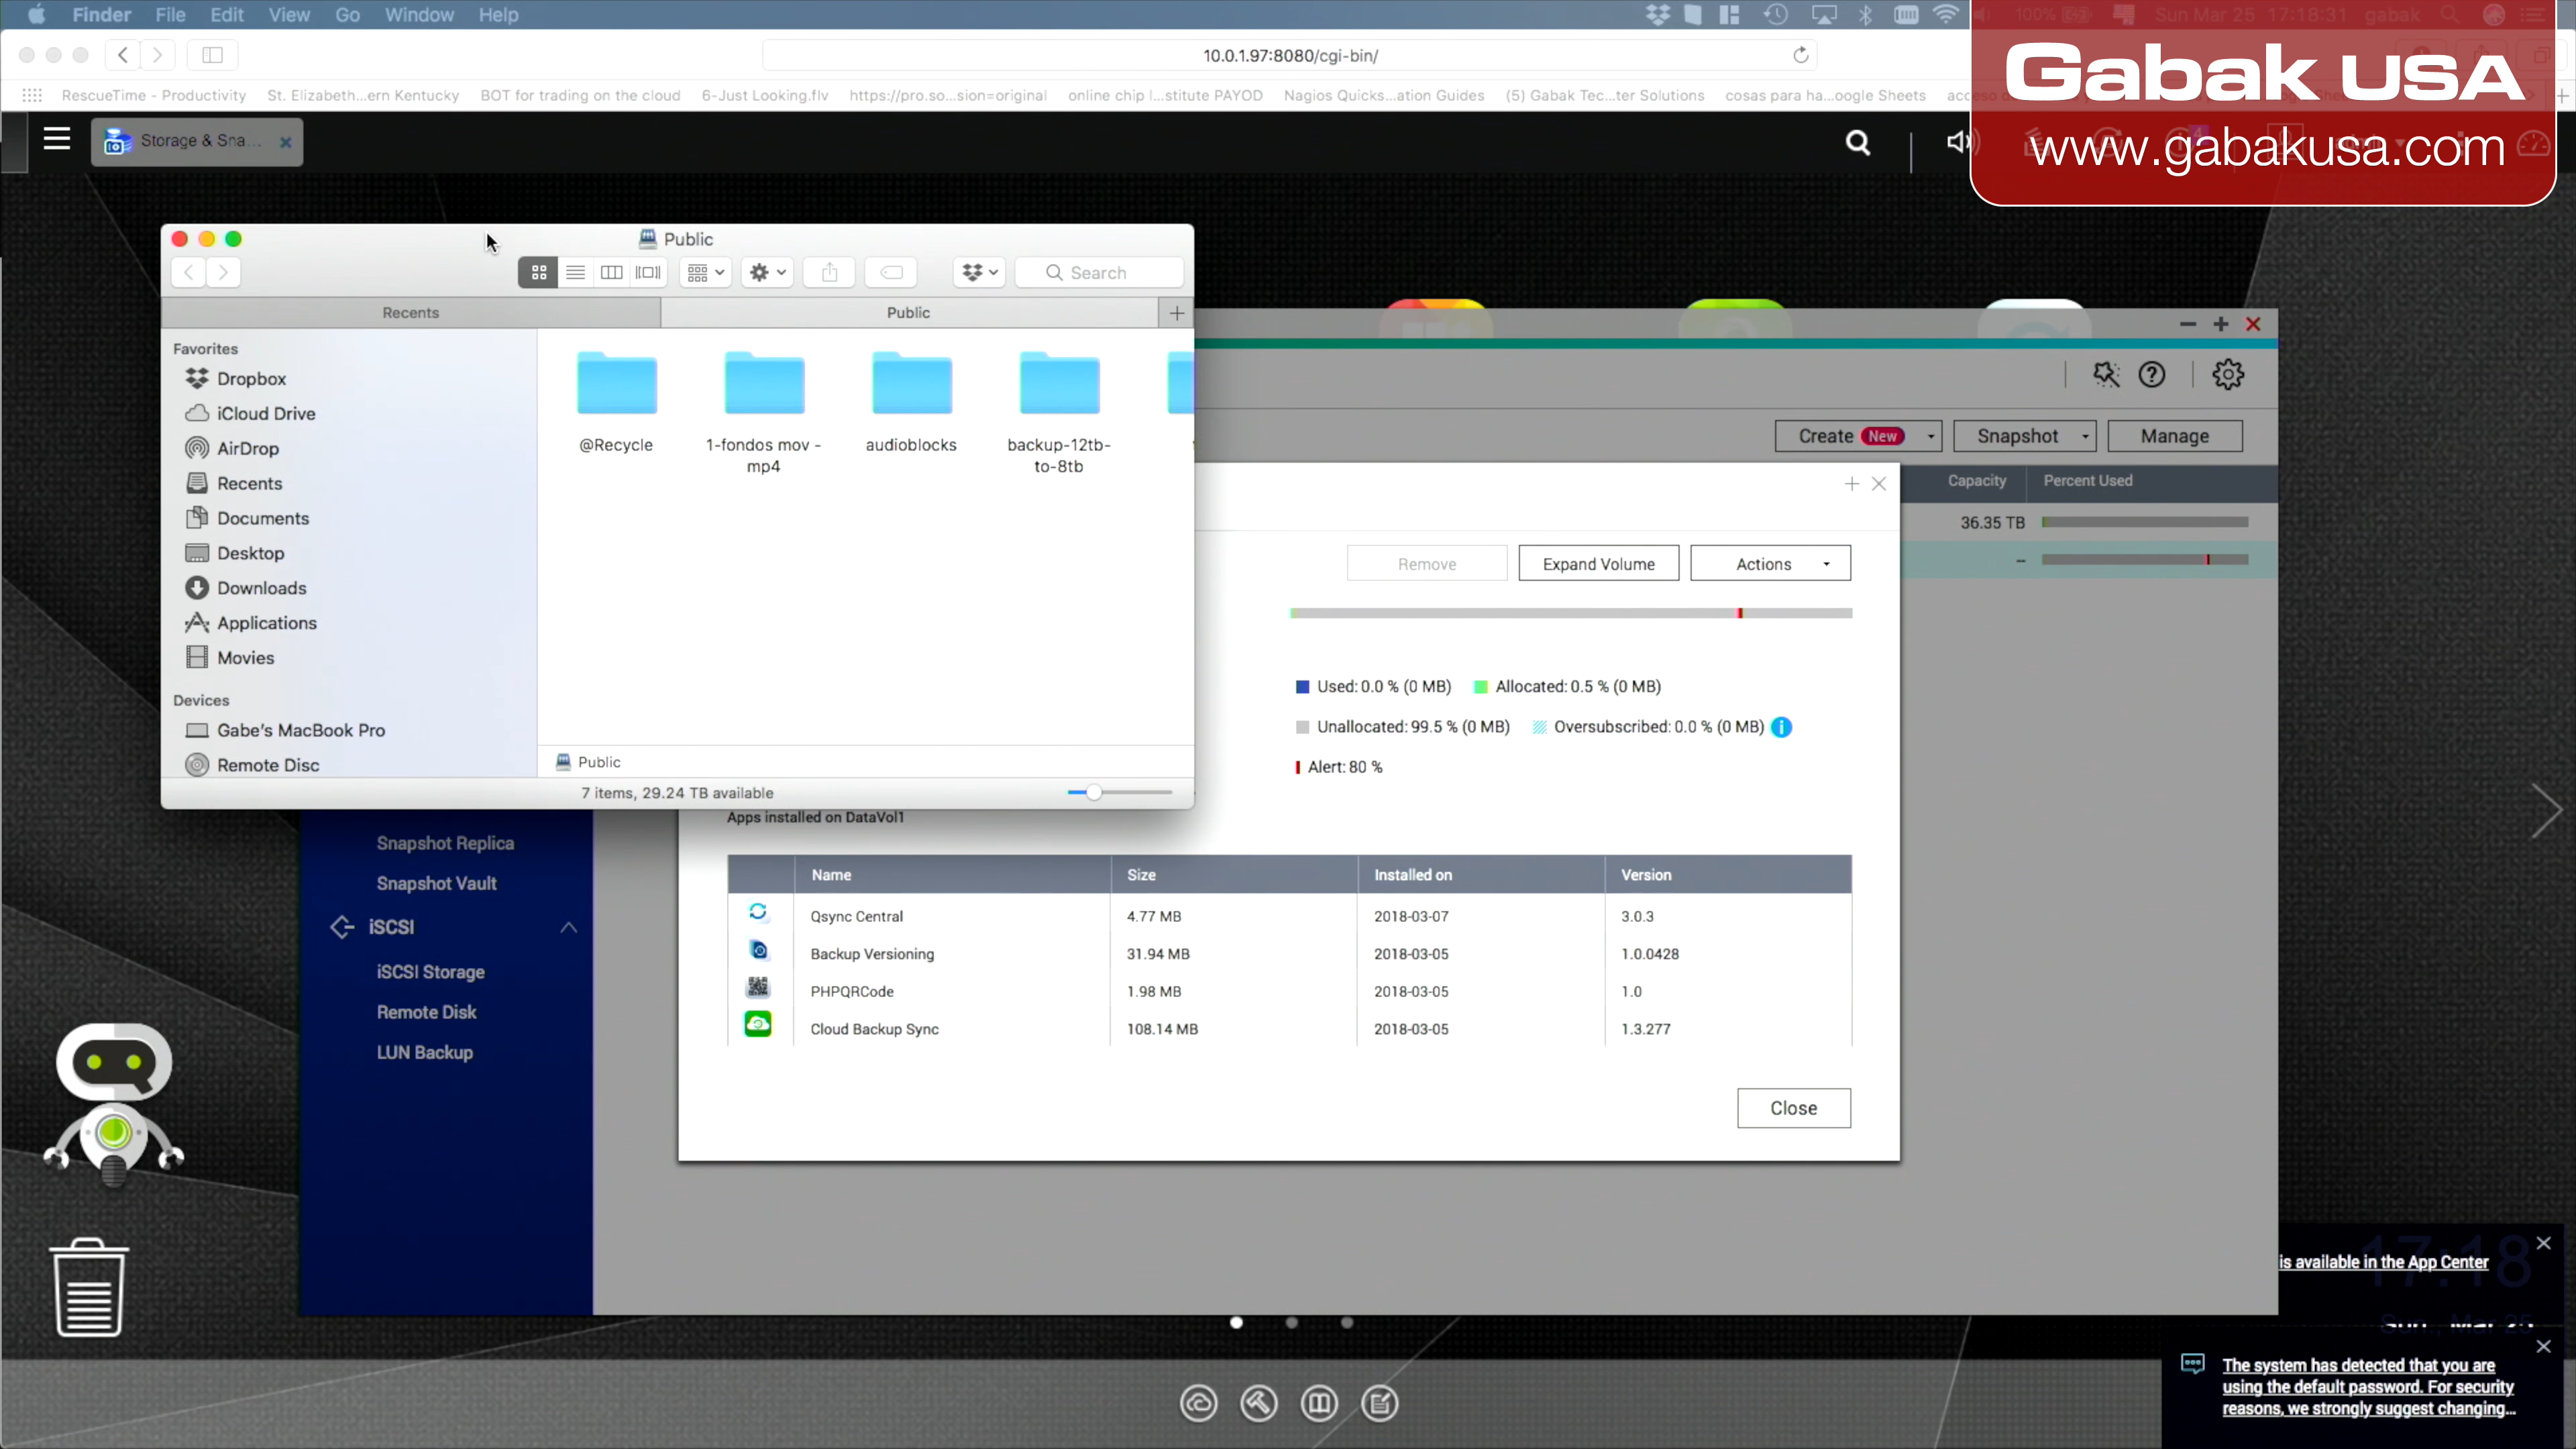 Finder File Edit View Go Window Help
100% Sun Mar 25 17:18:31 gabak
10.0.1.97:8080/cgi-bin/
Gabak USA
www.gabakusa.com
RescueTime - Productivity St. Elizabeth...ern Kentucky BOT for trading on the cloud 6-Just Looking.flv https://pro.so...sion=original online chip l...stitute PAYOD Nagios Quicks...ation Guides (5) Gabak Tec...ter Solutions cosas para ha...oogle Sheets
Storage & Sna...
Public
Search
Recents Public
Favorites
Dropbox
iCloud Drive
AirDrop
Recents
Documents
Desktop
Downloads
Applications
Movies
Devices
Gabe's MacBook Pro
Remote Disc
@Recycle
1-fondos mov -
mp4
audioblocks
backup-12tb-
to-8tb
Public
7 items, 29.24 TB available
Create New Snapshot Manage
Capacity Percent Used
36.35 TB
--
Remove Expand Volume Actions
Used: 0.0 % (0 MB) Allocated: 0.5 % (0 MB)
Unallocated: 99.5 % (0 MB) Oversubscribed: 0.0 % (0 MB)
Alert: 80 %
Apps installed on DataVol1
Name Size Installed on Version
Qsync Central 4.77 MB 2018-03-07 3.0.3
Backup Versioning 31.94 MB 2018-03-05 1.0.0428
PHPQRCode 1.98 MB 2018-03-05 1.0
Cloud Backup Sync 108.14 MB 2018-03-05 1.3.277
Close
Snapshot Replica
Snapshot Vault
iSCSI
iSCSI Storage
Remote Disk
LUN Backup
is available in the App Center
17:18
Sun., Mar 25
The system has detected that you are
using the default password. For security
reasons, we strongly suggest changing...